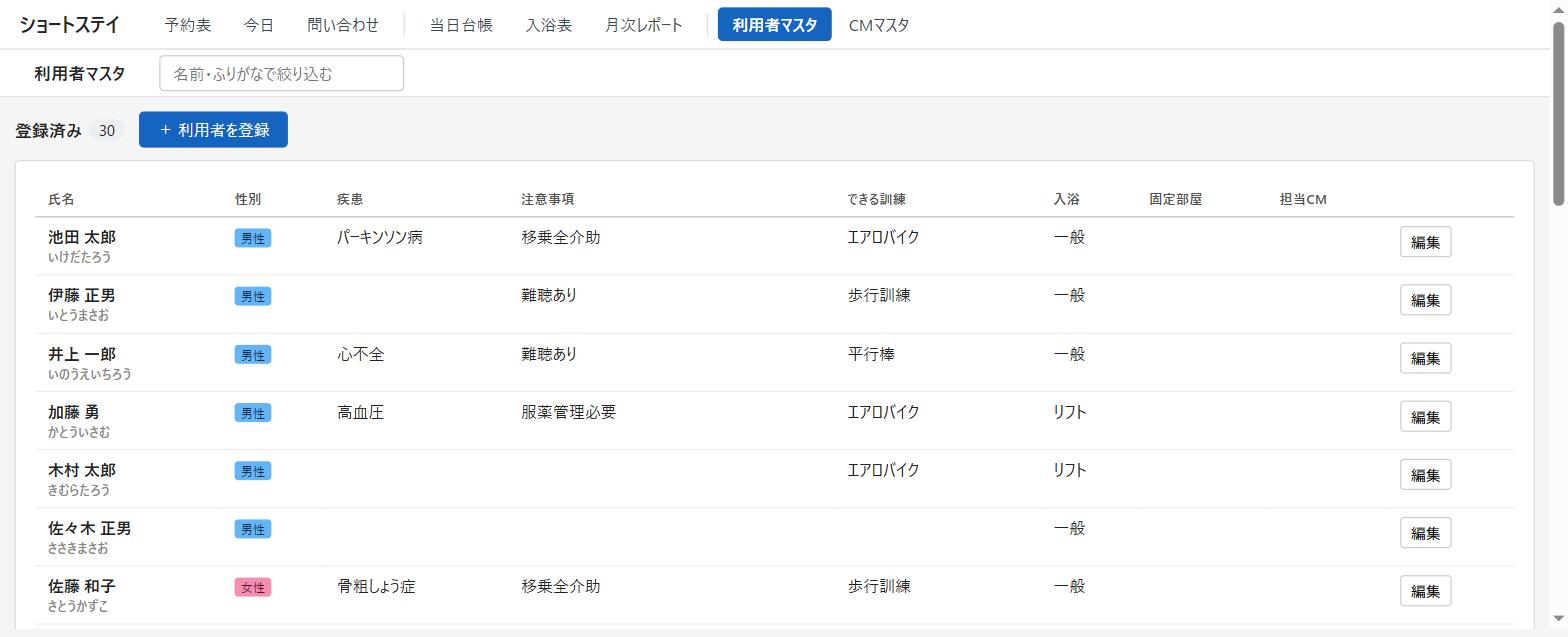 ショートステイ 予約表 今日 問い合わせ 当日台帳 入浴表 月次レポート 利用者マスタ CMマスタ
利用者マスタ 名前・ふりがなで絞り込む
登録済み 30 + 利用者を登録
氏名 性別 疾患 注意事項 できる訓練 入浴 固定部屋 担当CM
池田 太郎 男性 パーキンソン病 移乗全介助 エアロバイク 一般 編集
いけだたろう
伊藤 正男 男性 難聴あり 歩行訓練 一般 編集
いとうまさお
井上 一郎 男性 心不全 難聴あり 平行棒 一般 編集
いのうえいちろう
加藤 勇 男性 高血圧 服薬管理必要 エアロバイク リフト 編集
かとういさむ
木村 太郎 男性 エアロバイク リフト 編集
きむらたろう
佐々木 正男 男性 一般 編集
ささきまさお
佐藤 和子 女性 骨粗しょう症 移乗全介助 歩行訓練 一般 編集
さとうかずこ